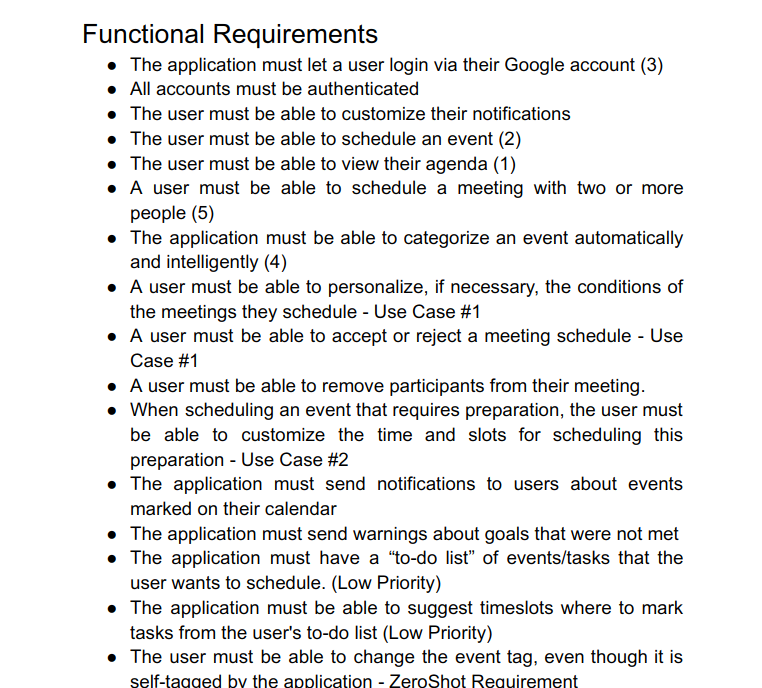 Functional Requirements
● The application must let a user login via their Google account (3)
● All accounts must be authenticated
● The user must be able to customize their notifications
● The user must be able to schedule an event (2)
● The user must be able to view their agenda (1)
● A user must be able to schedule a meeting with two or more
people (5)
● The application must be able to categorize an event automatically
and intelligently (4)
● A user must be able to personalize, if necessary, the conditions of
the meetings they schedule - Use Case #1
● A user must be able to accept or reject a meeting schedule - Use
Case #1
● A user must be able to remove participants from their meeting.
● When scheduling an event that requires preparation, the user must
be able to customize the time and slots for scheduling this
preparation - Use Case #2
● The application must send notifications to users about events
marked on their calendar
● The application must send warnings about goals that were not met
● The application must have a “to-do list” of events/tasks that the
user wants to schedule. (Low Priority)
● The application must be able to suggest timeslots where to mark
tasks from the user's to-do list (Low Priority)
● The user must be able to change the event tag, even though it is
self-tagged by the application - ZeroShot Requirement